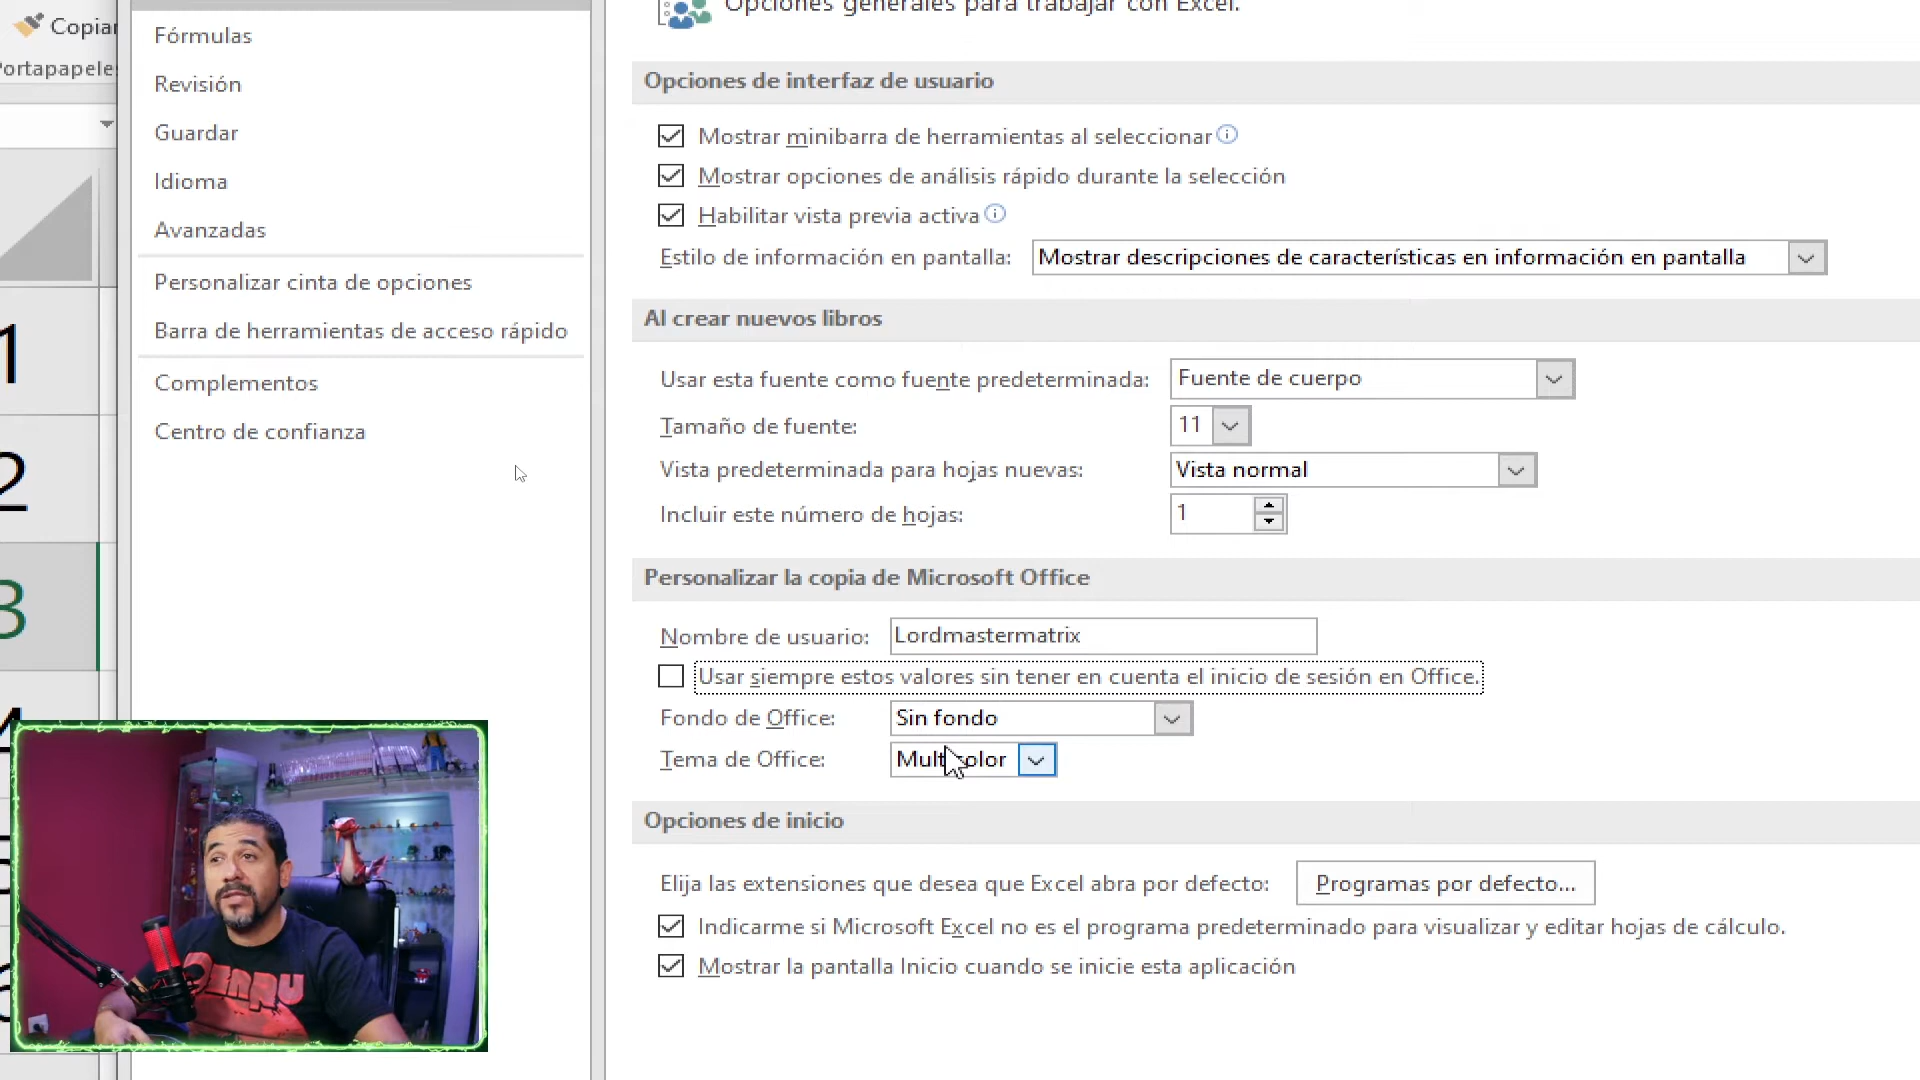 Copiar
Portapapeles
1
2
3
Fórmulas
Revisión
Guardar
Idioma
Avanzadas
Personalizar cinta de opciones
Barra de herramientas de acceso rápido
Complementos
Centro de confianza
Opciones generales para trabajar con Excel.
Opciones de interfaz de usuario
Mostrar minibarra de herramientas al seleccionar
Mostrar opciones de análisis rápido durante la selección
Habilitar vista previa activa
Estilo de información en pantalla: Mostrar descripciones de características en información en pantalla
Al crear nuevos libros
Usar esta fuente como fuente predeterminada: Fuente de cuerpo
Tamaño de fuente: 11
Vista predeterminada para hojas nuevas: Vista normal
Incluir este número de hojas: 1
Personalizar la copia de Microsoft Office
Nombre de usuario: Lordmastermatrix
Usar siempre estos valores sin tener en cuenta el inicio de sesión en Office.
Fondo de Office: Sin fondo
Tema de Office: Multicolor
Opciones de inicio
Elija las extensiones que desea que Excel abra por defecto: Programas por defecto...
Indicarme si Microsoft Excel no es el programa predeterminado para visualizar y editar hojas de cálculo.
Mostrar la pantalla Inicio cuando se inicie esta aplicación